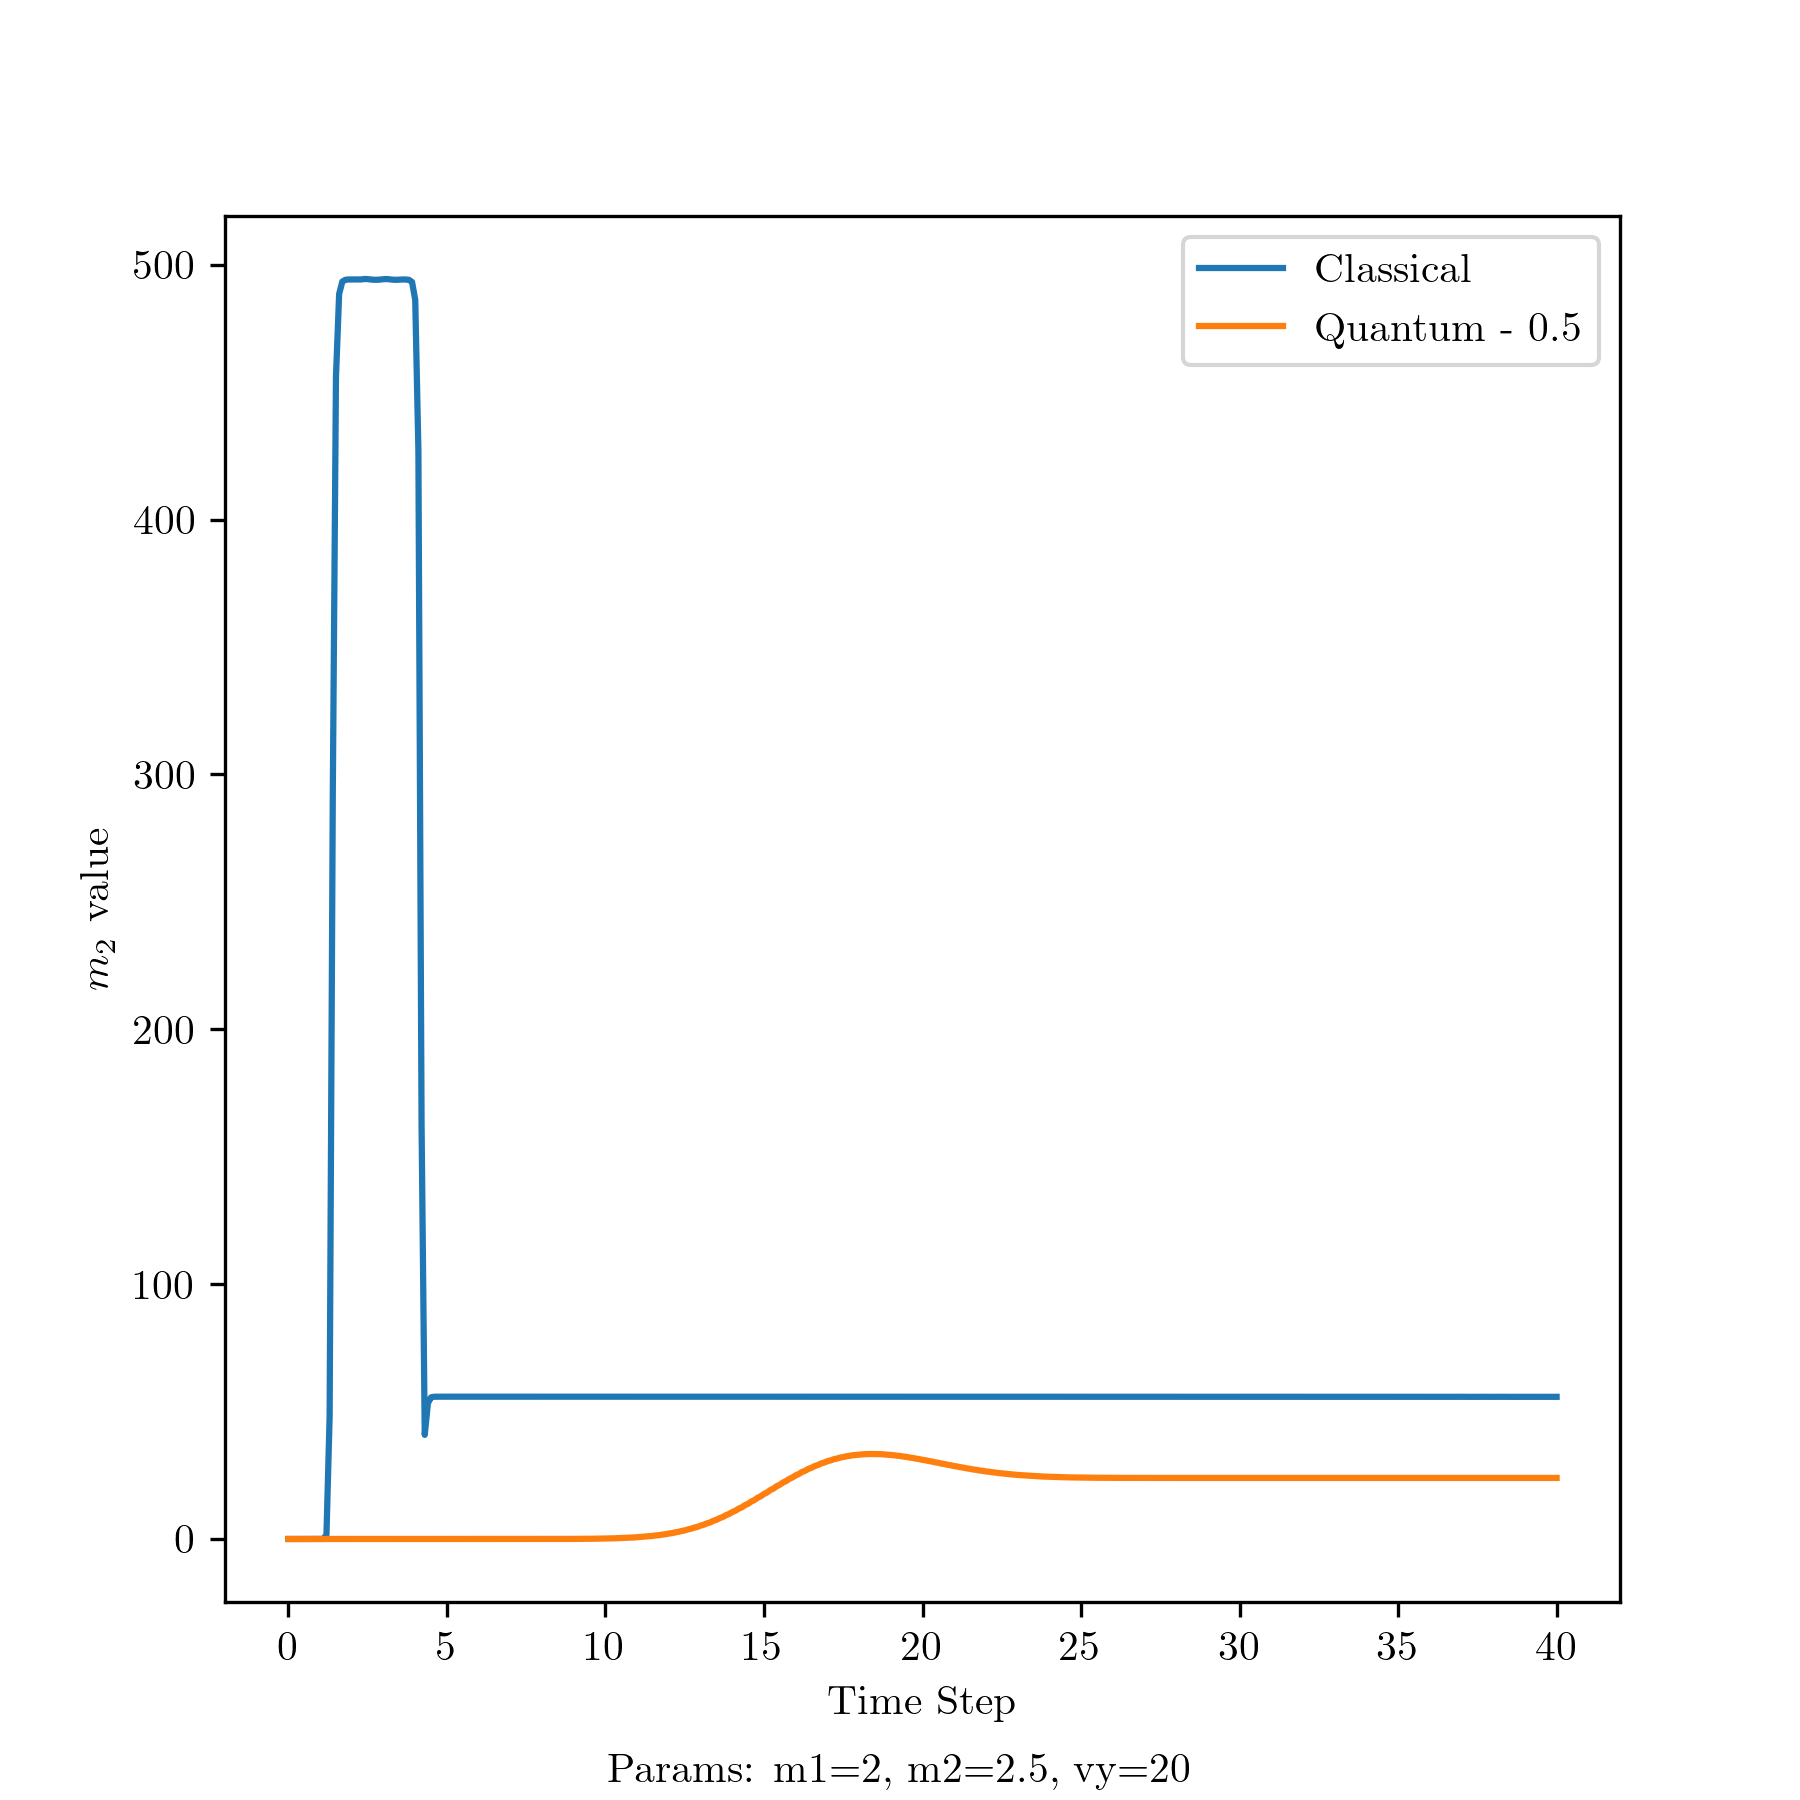 Classical
Quantum - 0.5
500
400
300
200
100
0
m₂ value
0 5 10 15 20 25 30 35 40
Time Step
Params: m1=2, m2=2.5, vy=20